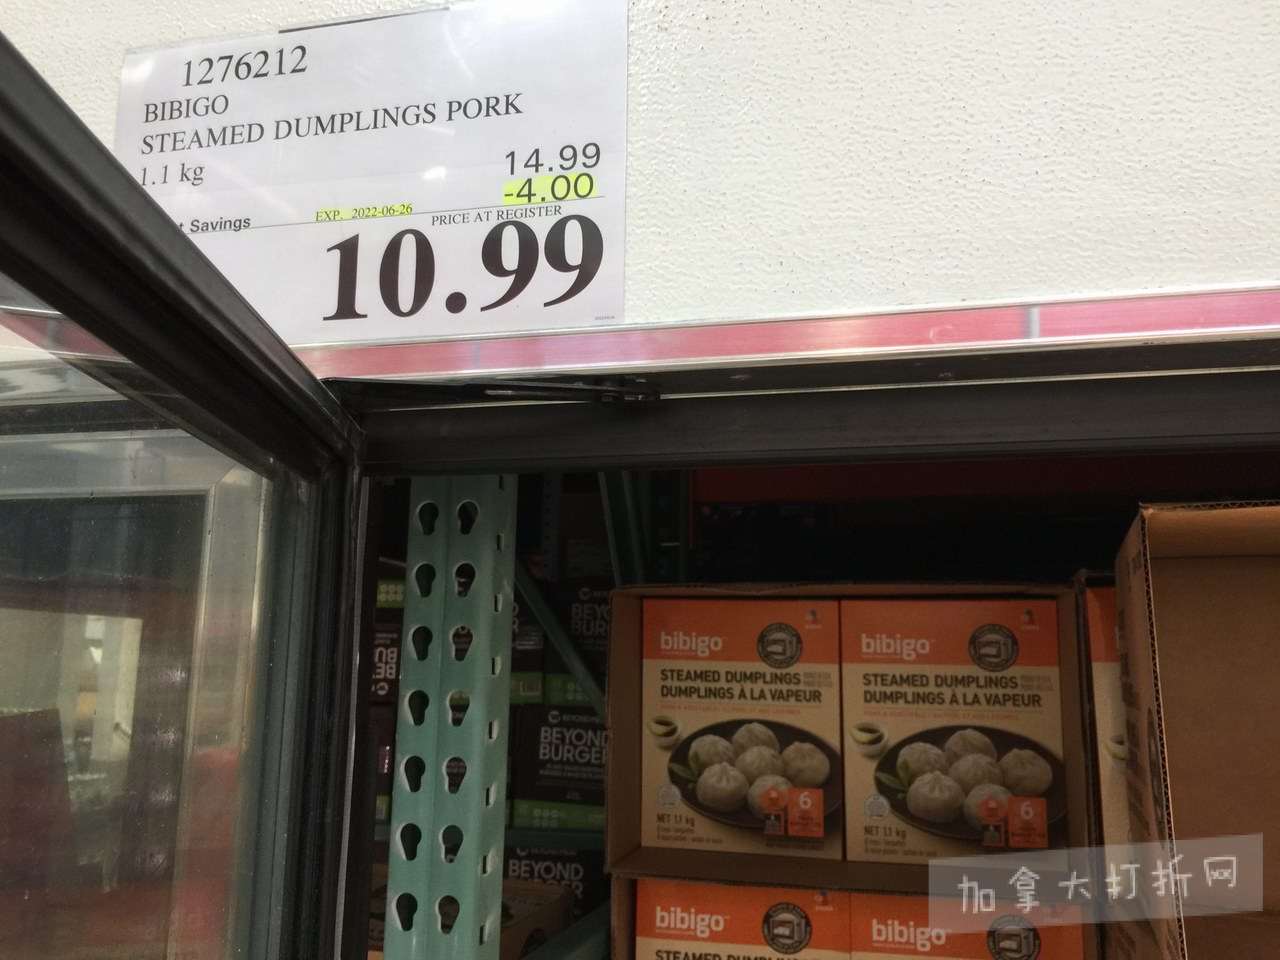 1276212
BIBIGO
STEAMED DUMPLINGS PORK
1.1 kg
14.99
-4.00
t Savings
EXP. 2022-06-26
PRICE AT REGISTER
10.99
bibigo
STEAMED DUMPLINGS
DUMPLINGS À LA VAPEUR
6
NET 1.1 kg
bibigo
STEAMED DUMPLINGS
DUMPLINGS À LA VAPEUR
6
NET 1.1 kg
BEYOND
BURGER
BEYOND
bibigo
STEAMED
bibigo
加拿大打折网